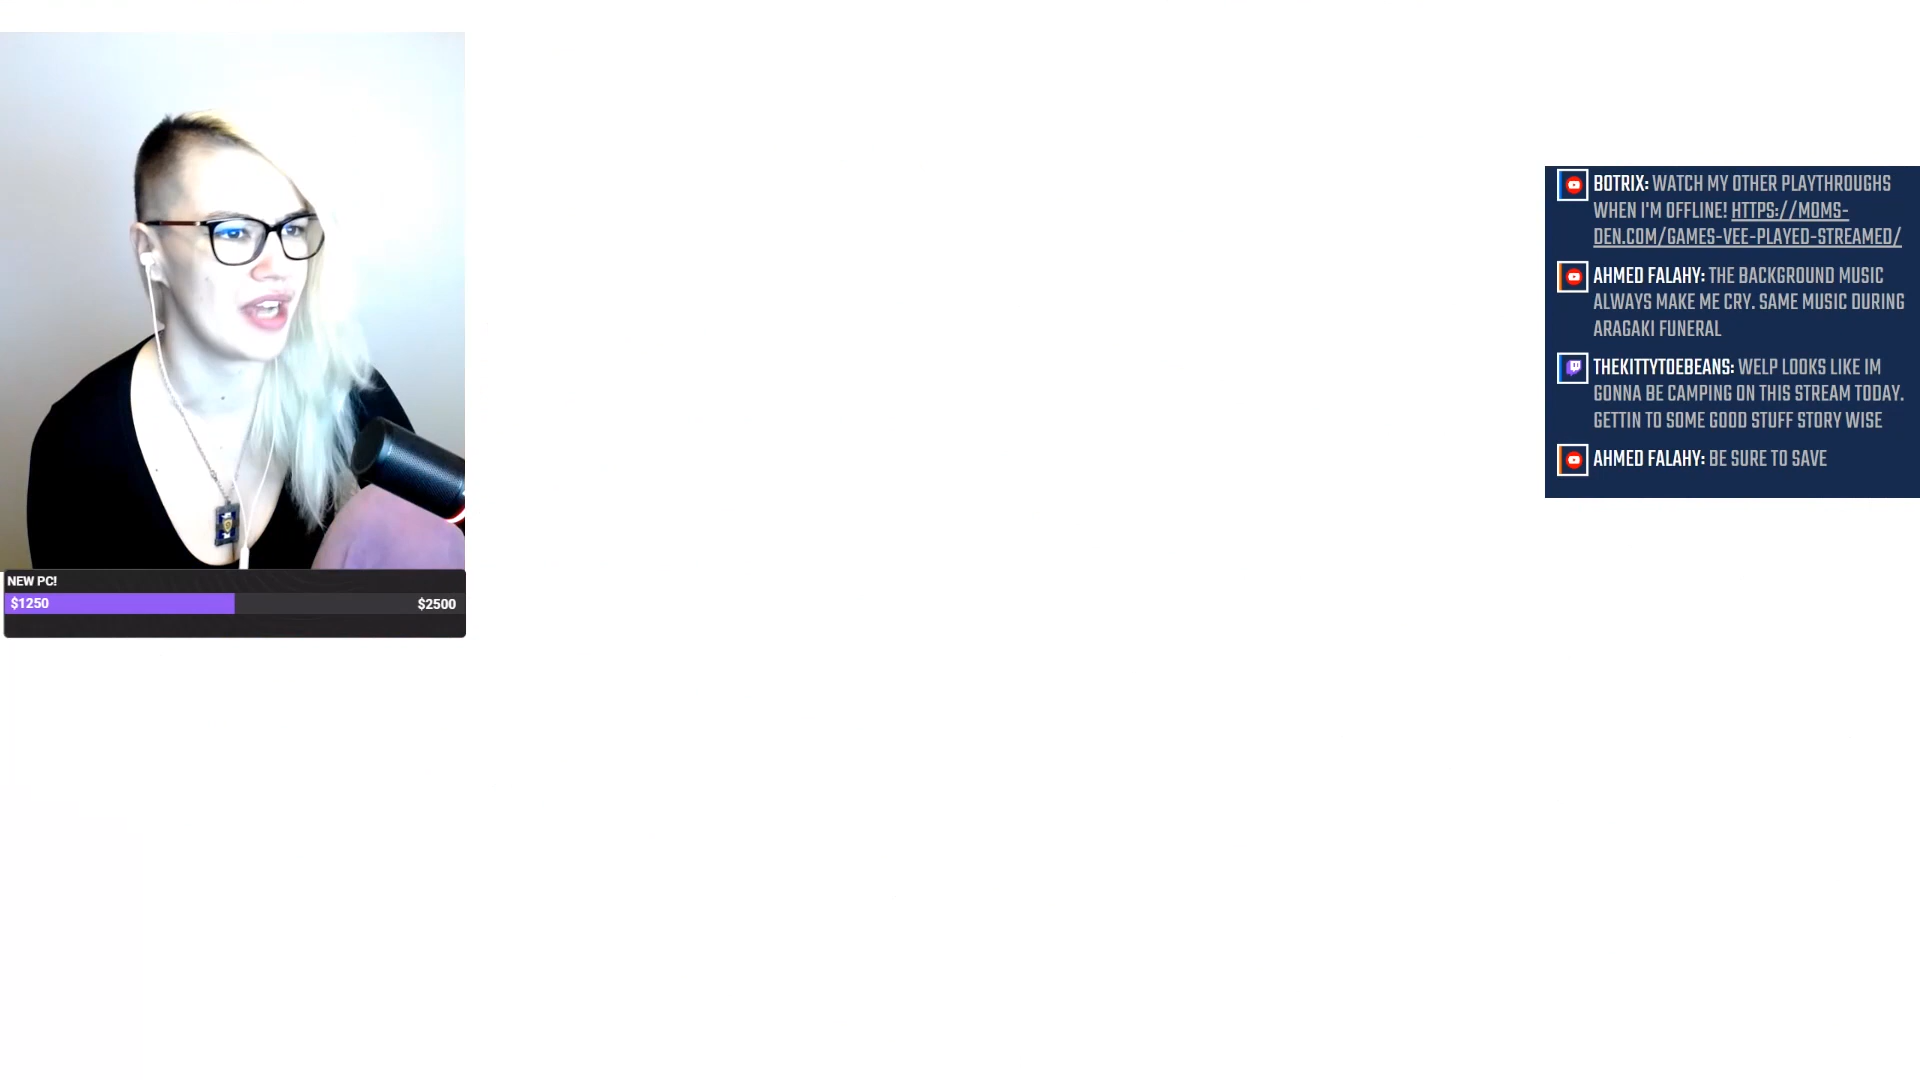 NEW PC!
$1250 $2500
BOTRIX: WATCH MY OTHER PLAYTHROUGHS
WHEN I'M OFFLINE! HTTPS://MOMS-
DEN.COM/GAMES-VEE-PLAYED-STREAMED/
AHMED FALAHY: THE BACKGROUND MUSIC
ALWAYS MAKE ME CRY. SAME MUSIC DURING
ARAGAKI FUNERAL
THEKITTYTOEBEANS: WELP LOOKS LIKE IM
GONNA BE CAMPING ON THIS STREAM TODAY.
GETTIN TO SOME GOOD STUFF STORY WISE
AHMED FALAHY: BE SURE TO SAVE